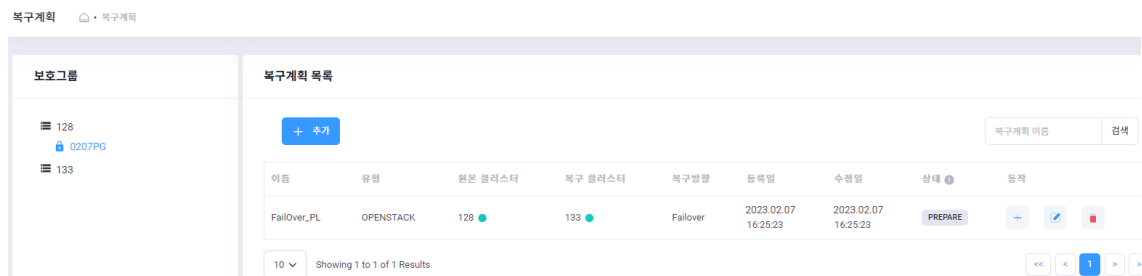 복구계획 • 복구계획
보호그룹
128
0207PG
133
복구계획 목록
+ 추가
복구계획 이름 검색
이름 유형 원본 클러스터 복구 클러스터 복구방향 등록일 수정일 상태 동작
FailOver_PL OPENSTACK 128 133 Failover 2023.02.07 16:25:23 2023.02.07 16:25:23 PREPARE
10 Showing 1 to 1 of 1 Results
<< < 1 > >